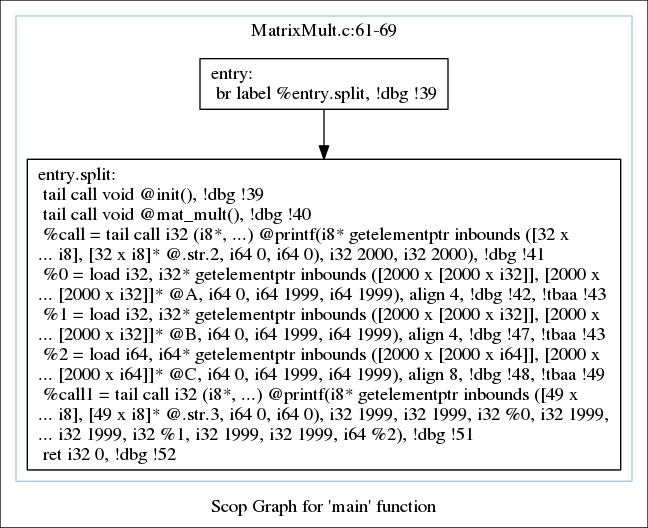 MatrixMult.c:61-69
entry:
br label %entry.split, !dbg !39
entry.split:
tail call void @init(), !dbg !39
tail call void @mat_mult(), !dbg !40
%call = tail call i32 (i8*, ...) @printf(i8* getelementptr inbounds ([32 x
... i8], [32 x i8]* @.str.2, i64 0, i64 0), i32 2000, i32 2000), !dbg !41
%0 = load i32, i32* getelementptr inbounds ([2000 x [2000 x i32]], [2000 x
... [2000 x i32]]* @A, i64 0, i64 1999, i64 1999), align 4, !dbg !42, !tbaa !43
%1 = load i32, i32* getelementptr inbounds ([2000 x [2000 x i32]], [2000 x
... [2000 x i32]]* @B, i64 0, i64 1999, i64 1999), align 4, !dbg !47, !tbaa !43
%2 = load i64, i64* getelementptr inbounds ([2000 x [2000 x i64]], [2000 x
... [2000 x i64]]* @C, i64 0, i64 1999, i64 1999), align 8, !dbg !48, !tbaa !49
%call1 = tail call i32 (i8*, ...) @printf(i8* getelementptr inbounds ([49 x
... i8], [49 x i8]* @.str.3, i64 0, i64 0), i32 1999, i32 1999, i32 %0, i32 1999,
... i32 1999, i32 %1, i32 1999, i32 1999, i64 %2), !dbg !51
ret i32 0, !dbg !52
Scop Graph for 'main' function